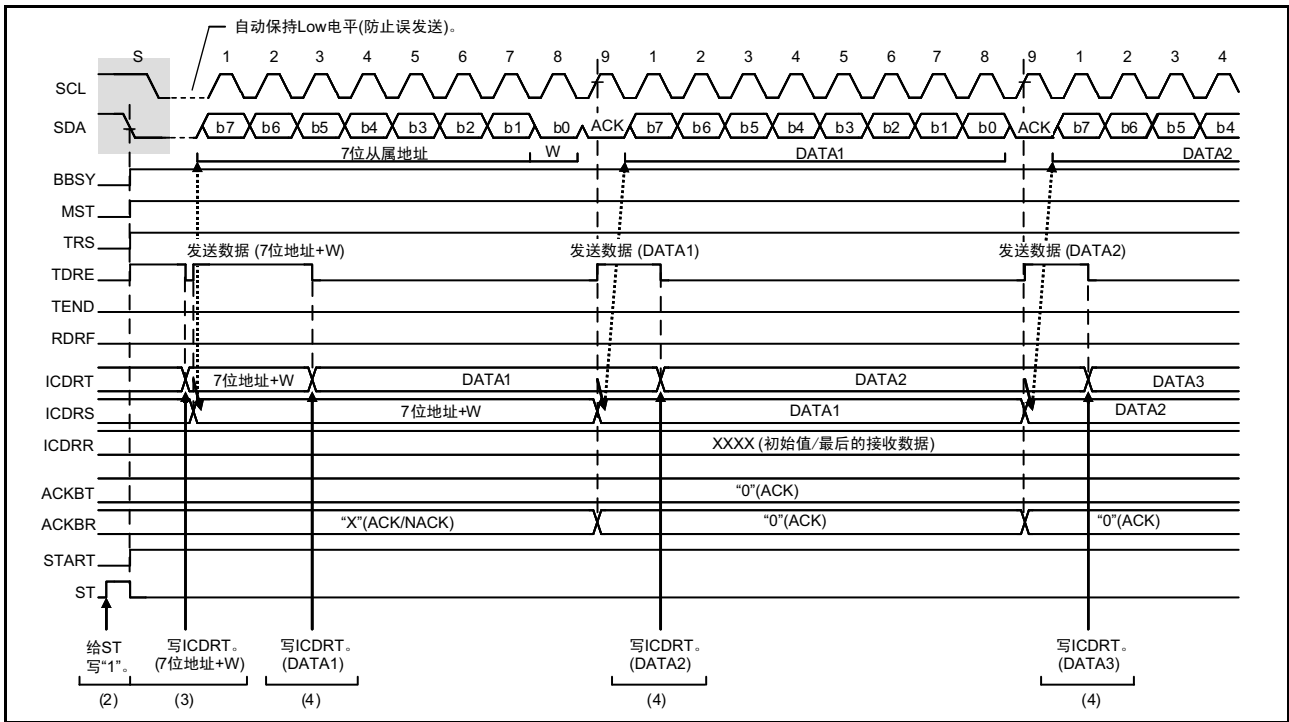 自动保持Low电平(防止误发送)。
S 1 2 3 4 5 6 7 8 9 1 2 3 4 5 6 7 8 9 1 2 3 4
SCL
SDA b7 b6 b5 b4 b3 b2 b1 b0 ACK b7 b6 b5 b4 b3 b2 b1 b0 ACK b7 b6 b5 b4
7位从属地址 W DATA1 DATA2
BBSY
MST
TRS
发送数据 (7位地址+W) 发送数据 (DATA1) 发送数据 (DATA2)
TDRE
TEND
RDRF
ICDRT 7位地址+W DATA1 DATA2 DATA3
ICDRS 7位地址+W DATA1 DATA2
ICDRR XXXX (初始值/最后的接收数据)
ACKBT “0”(ACK)
ACKBR “X”(ACK/NACK) “0”(ACK) “0”(ACK)
START
ST
给ST 写ICDRT。 写ICDRT。 写ICDRT。 写ICDRT。
写“1”。 (7位地址+W) (DATA1) (DATA2) (DATA3)
(2) (3) (4) (4) (4)